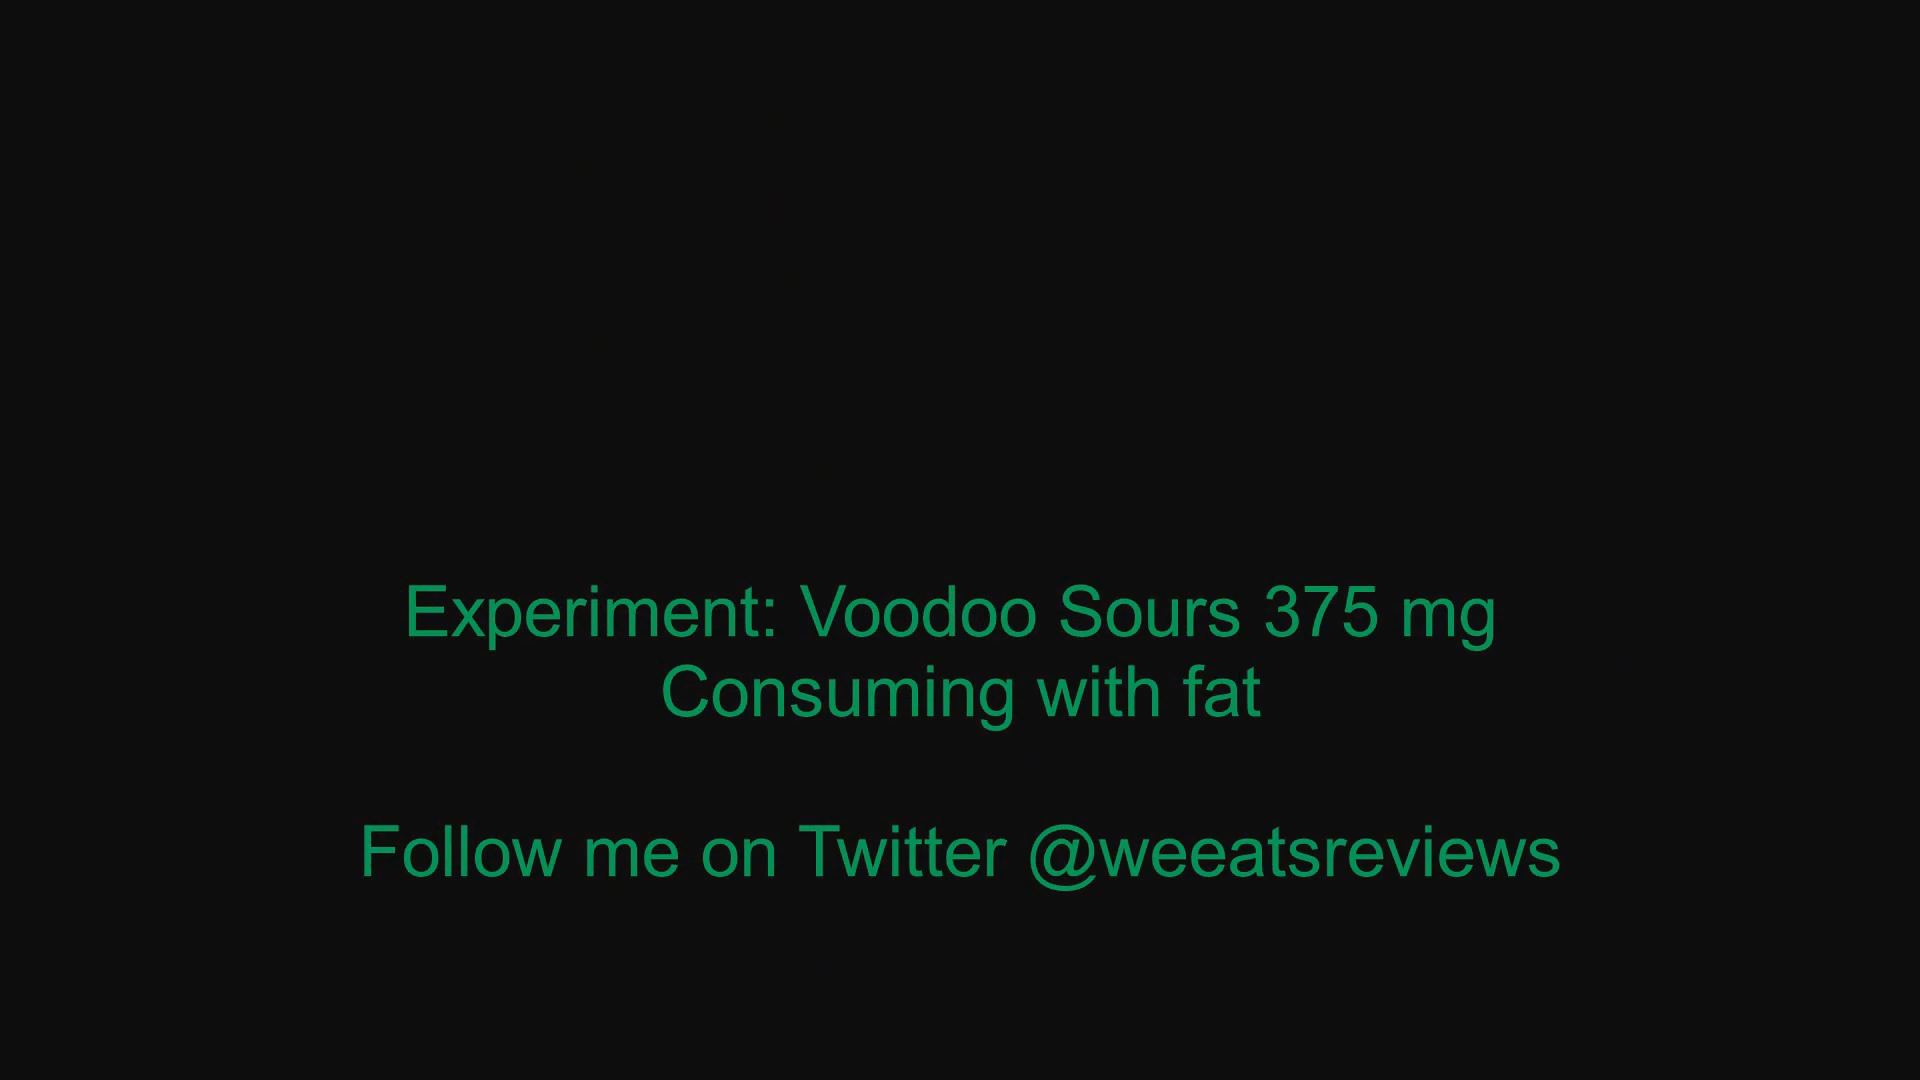 Experiment: Voodoo Sours 375 mg
Consuming with fat
Follow me on Twitter @weeatsreviews